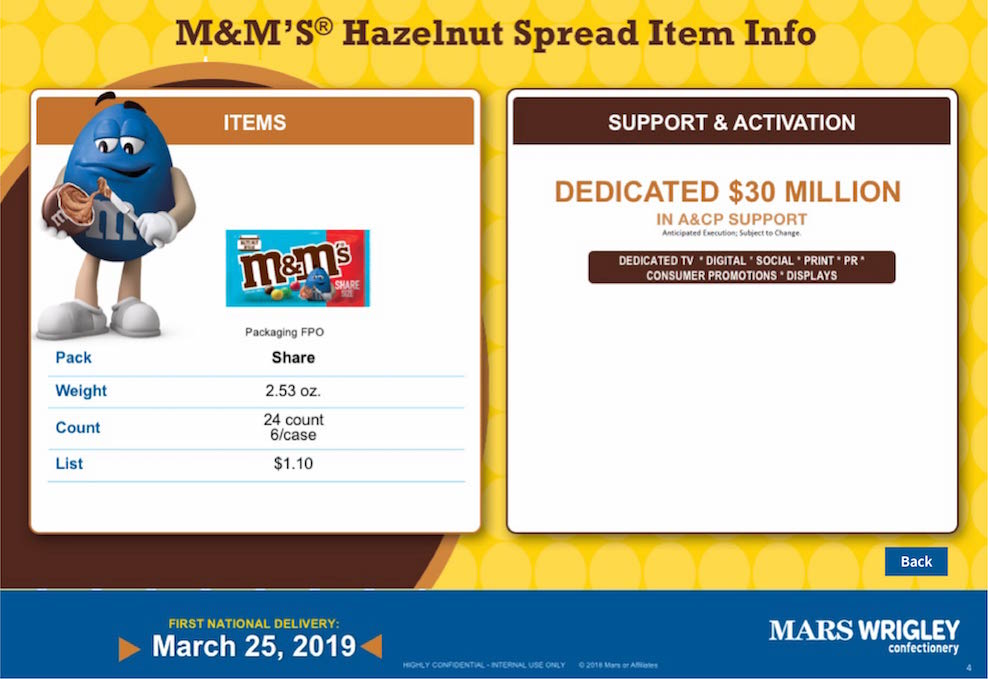 M&M'S® Hazelnut Spread Item Info
ITEMS
m
HAZELNUT
SPREAD
m&m's
SHARE
SIZE
Packaging FPO
Pack Share
Weight 2.53 oz.
Count 24 count
6/case
List $1.10
SUPPORT & ACTIVATION
DEDICATED $30 MILLION
IN A&CP SUPPORT
Anticipated Execution; Subject to Change.
DEDICATED TV * DIGITAL * SOCIAL * PRINT * PR *
CONSUMER PROMOTIONS * DISPLAYS
Back
FIRST NATIONAL DELIVERY:
March 25, 2019
HIGHLY CONFIDENTIAL - INTERNAL USE ONLY © 2018 Mars or Affiliates
MARS WRIGLEY
confectionery
4